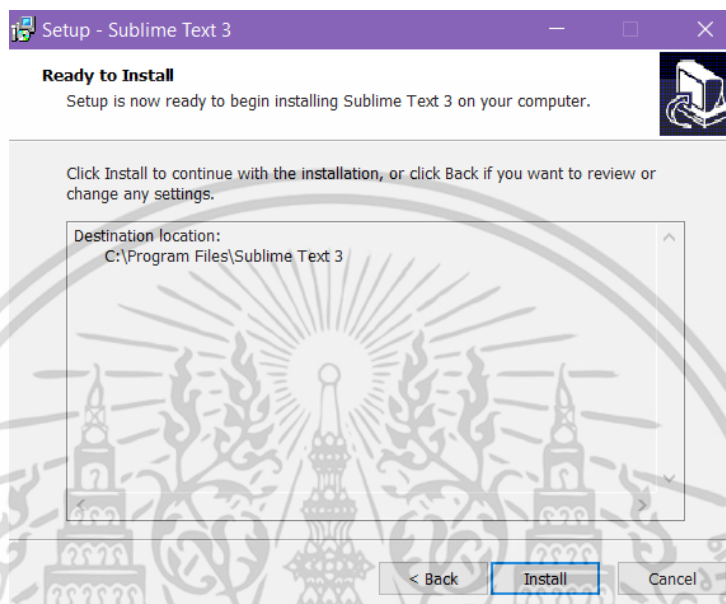 Setup - Sublime Text 3
Ready to Install
Setup is now ready to begin installing Sublime Text 3 on your computer.
Click Install to continue with the installation, or click Back if you want to review or
change any settings.
Destination location:
C:\Program Files\Sublime Text 3
< Back Install Cancel